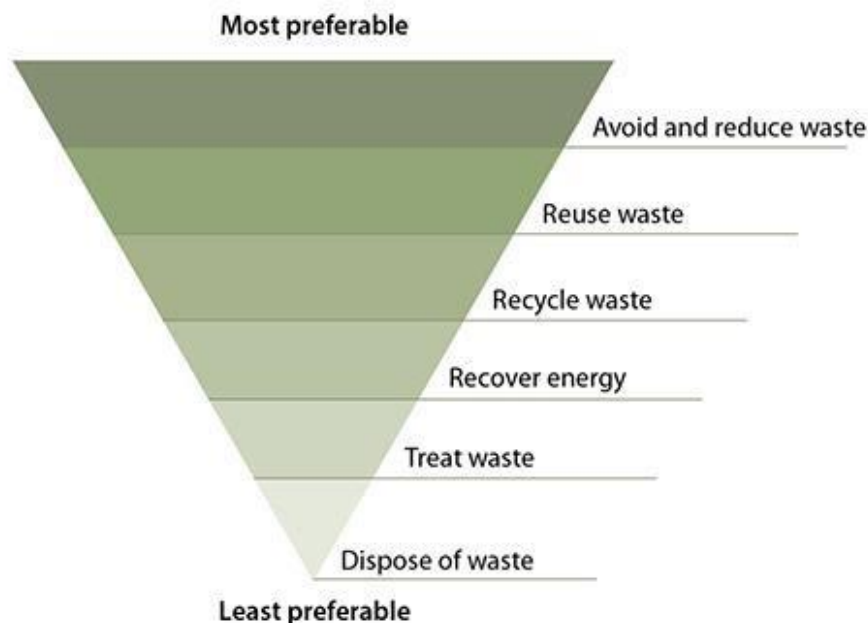 Most preferable
Avoid and reduce waste
Reuse waste
Recycle waste
Recover energy
Treat waste
Dispose of waste
Least preferable